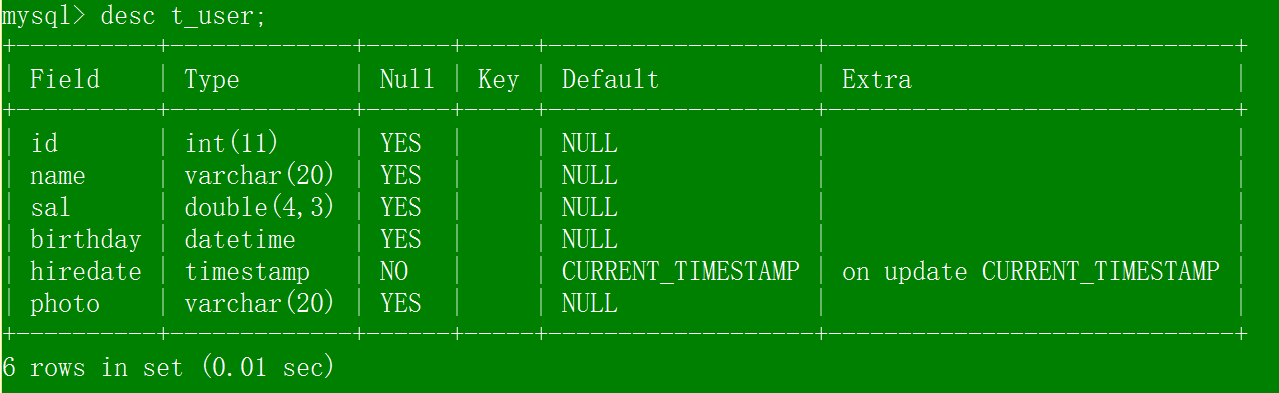 mysql> desc t_user;
+----------+-------------+------+-----+-------------------+-----------------------------+
| Field    | Type        | Null | Key | Default           | Extra                       |
+----------+-------------+------+-----+-------------------+-----------------------------+
| id       | int(11)     | YES  |     | NULL              |                             |
| name     | varchar(20) | YES  |     | NULL              |                             |
| sal      | double(4,3) | YES  |     | NULL              |                             |
| birthday | datetime    | YES  |     | NULL              |                             |
| hiredate | timestamp   | NO   |     | CURRENT_TIMESTAMP | on update CURRENT_TIMESTAMP |
| photo    | varchar(20) | YES  |     | NULL              |                             |
+----------+-------------+------+-----+-------------------+-----------------------------+
6 rows in set (0.01 sec)